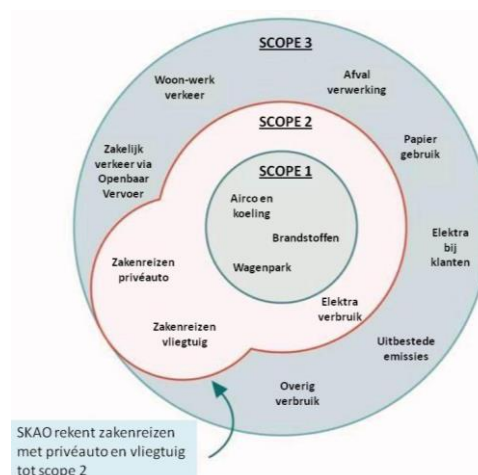 SCOPE 3
Woon-werk
verkeer
Afval
verwerking
SCOPE 2
Zakelijk
verkeer via
Openbaar
Vervoer
Papier
gebruik
SCOPE 1
Airco en
koeling
Brandstoffen
Wagenpark
Elektra
bij
klanten
Zakenreizen
privéauto
Elektra
verbruik
Zakenreizen
vliegtuig
Uitbestede
emissies
Overig
verbruik
SKAO rekent zakenreizen
met privéauto en vliegtuig
tot scope 2